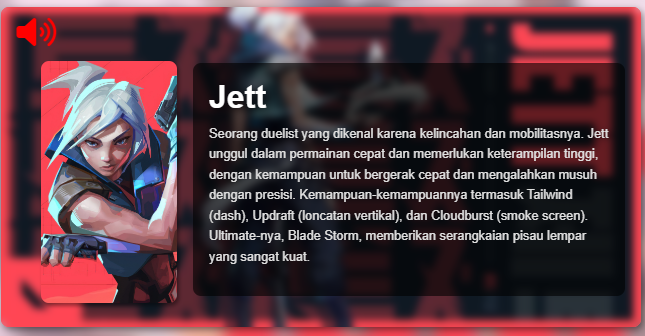 Jett
Seorang duelist yang dikenal karena kelincahan dan mobilitasnya. Jett
unggul dalam permainan cepat dan memerlukan keterampilan tinggi,
dengan kemampuan untuk bergerak cepat dan mengalahkan musuh
dengan presisi. Kemampuan-kemampuannya termasuk Tailwind
(dash), Updraft (loncatan vertikal), dan Cloudburst (smoke screen).
Ultimate-nya, Blade Storm, memberikan serangkaian pisau lempar
yang sangat kuat.